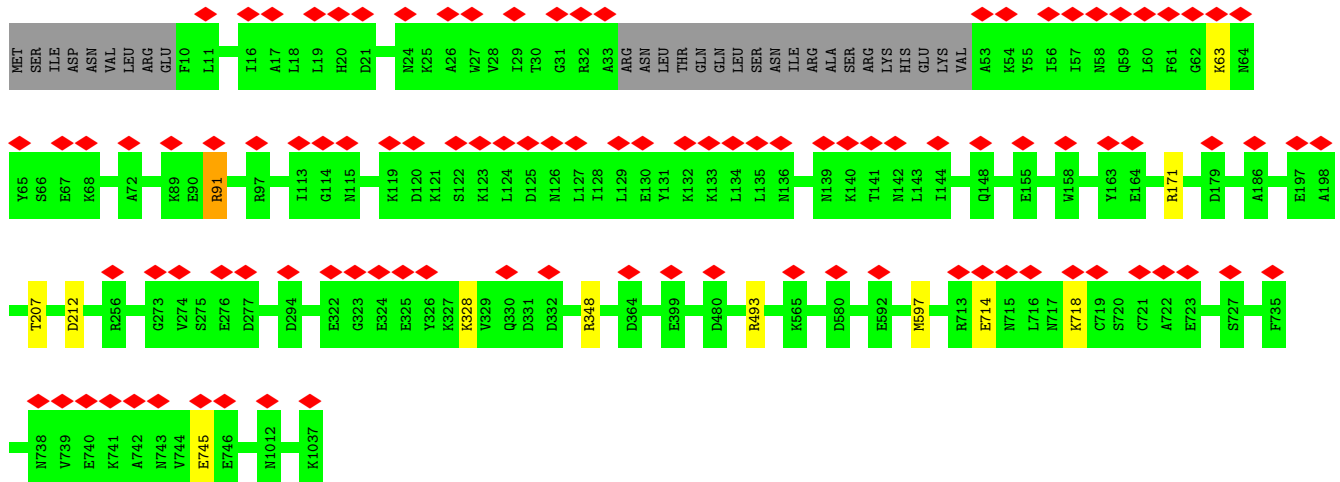 MET SER ILE ASP ASN VAL LEU ARG GLU F10 L11 I16 A17 L18 L19 H20 D21 N24 K25 A26 W27 V28 I29 T30 G31 R32 A33 ARG ASN LEU THR GLN GLN LEU SER ASN ILE ARG ALA SER ARG LYS HIS GLU LYS VAL A53 K54 Y55 I56 I57 N58 Q59 L60 F61 G62 K63 N64
Y65 S66 E67 K68 A72 K89 E90 R91 R97 I113 G114 N115 K119 D120 K121 S122 K123 L124 D125 N126 L127 I128 L129 E130 Y131 K132 K133 L134 L135 N136 N139 K140 T141 N142 L143 I144 Q148 E155 W158 Y163 E164 R171 D179 A186 E197 A198
T207 D212 R256 G273 V274 S275 E276 D277 D294 E322 G323 E324 E325 Y326 K327 K328 V329 Q330 D331 D332 R348 D364 E399 D480 R493 K565 D580 E592 M597 R713 E714 N715 L716 N717 K718 C719 S720 C721 A722 E723 S727 F735
N738 V739 E740 K741 A742 N743 V744 E745 E746 N1012 K1037